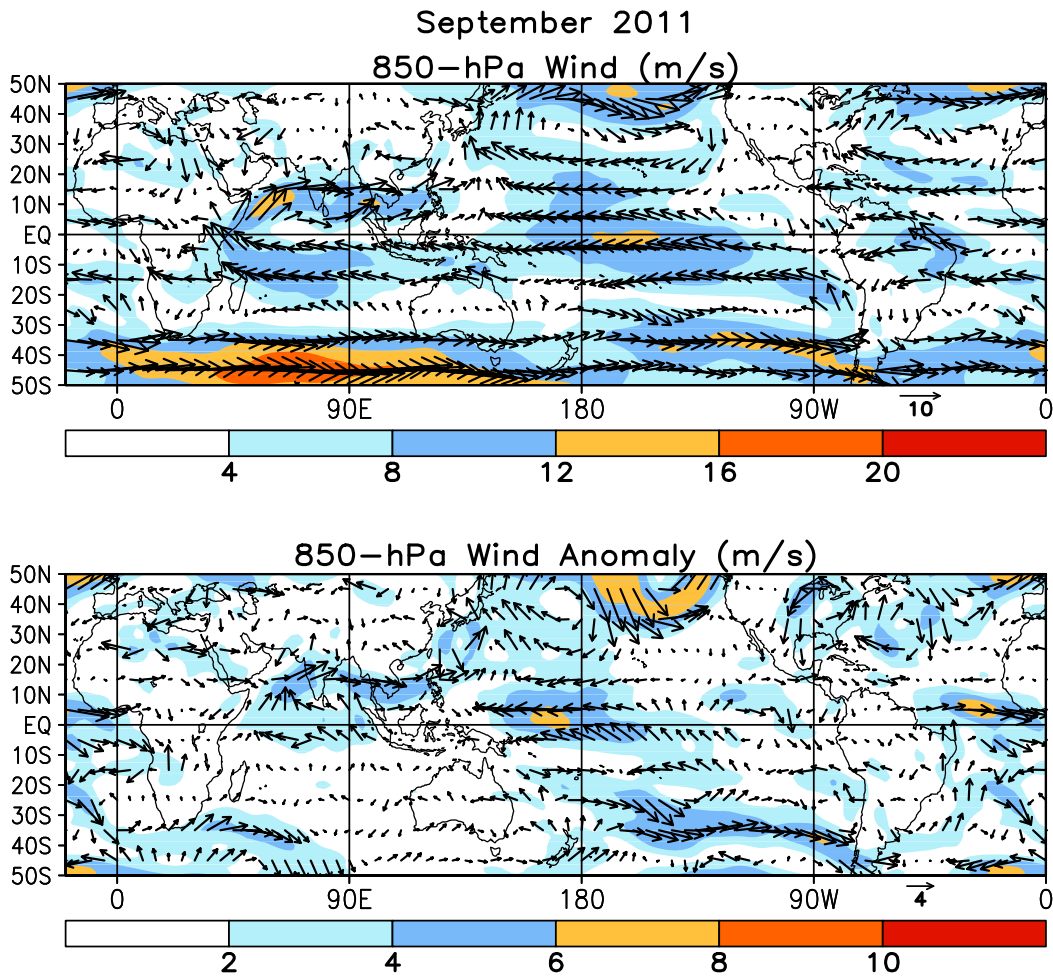 September 2011
850-hPa Wind (m/s)
50N
40N
30N
20N
10N
EQ
10S
20S
30S
40S
50S
0 90E 180 90W 0
10
4 8 12 16 20
850-hPa Wind Anomaly (m/s)
50N
40N
30N
20N
10N
EQ
10S
20S
30S
40S
50S
0 90E 180 90W 0
4
2 4 6 8 10